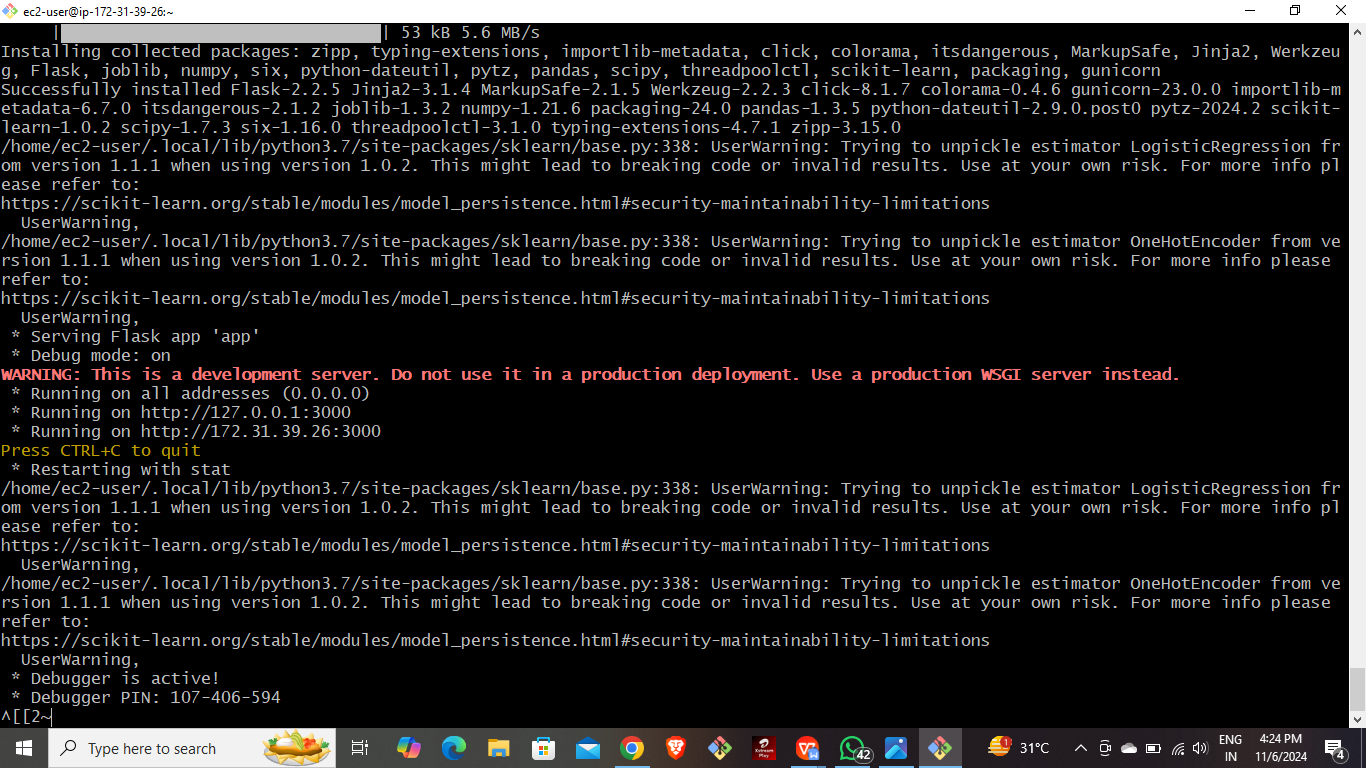 ec2-user@ip-172-31-39-26:~
| | 53 kB 5.6 MB/s
Installing collected packages: zipp, typing-extensions, importlib-metadata, click, colorama, itsdangerous, MarkupSafe, Jinja2, Werkzeu
g, Flask, joblib, numpy, six, python-dateutil, pytz, pandas, scipy, threadpoolctl, scikit-learn, packaging, gunicorn
Successfully installed Flask-2.2.5 Jinja2-3.1.4 MarkupSafe-2.1.5 Werkzeug-2.2.3 click-8.1.7 colorama-0.4.6 gunicorn-23.0.0 importlib-m
etadata-6.7.0 itsdangerous-2.1.2 joblib-1.3.2 numpy-1.21.6 packaging-24.0 pandas-1.3.5 python-dateutil-2.9.0.post0 pytz-2024.2 scikit-
learn-1.0.2 scipy-1.7.3 six-1.16.0 threadpoolctl-3.1.0 typing-extensions-4.7.1 zipp-3.15.0
/home/ec2-user/.local/lib/python3.7/site-packages/sklearn/base.py:338: UserWarning: Trying to unpickle estimator LogisticRegression fr
om version 1.1.1 when using version 1.0.2. This might lead to breaking code or invalid results. Use at your own risk. For more info pl
ease refer to:
https://scikit-learn.org/stable/modules/model_persistence.html#security-maintainability-limitations
  UserWarning,
/home/ec2-user/.local/lib/python3.7/site-packages/sklearn/base.py:338: UserWarning: Trying to unpickle estimator OneHotEncoder from ve
rsion 1.1.1 when using version 1.0.2. This might lead to breaking code or invalid results. Use at your own risk. For more info please
refer to:
https://scikit-learn.org/stable/modules/model_persistence.html#security-maintainability-limitations
  UserWarning,
 * Serving Flask app 'app'
 * Debug mode: on
WARNING: This is a development server. Do not use it in a production deployment. Use a production WSGI server instead.
 * Running on all addresses (0.0.0.0)
 * Running on http://127.0.0.1:3000
 * Running on http://172.31.39.26:3000
Press CTRL+C to quit
 * Restarting with stat
/home/ec2-user/.local/lib/python3.7/site-packages/sklearn/base.py:338: UserWarning: Trying to unpickle estimator LogisticRegression fr
om version 1.1.1 when using version 1.0.2. This might lead to breaking code or invalid results. Use at your own risk. For more info pl
ease refer to:
https://scikit-learn.org/stable/modules/model_persistence.html#security-maintainability-limitations
  UserWarning,
/home/ec2-user/.local/lib/python3.7/site-packages/sklearn/base.py:338: UserWarning: Trying to unpickle estimator OneHotEncoder from ve
rsion 1.1.1 when using version 1.0.2. This might lead to breaking code or invalid results. Use at your own risk. For more info please
refer to:
https://scikit-learn.org/stable/modules/model_persistence.html#security-maintainability-limitations
  UserWarning,
 * Debugger is active!
 * Debugger PIN: 107-406-594
^[[2~
Type here to search
42
1
31°C
ENG
IN
4:24 PM
11/6/2024
4